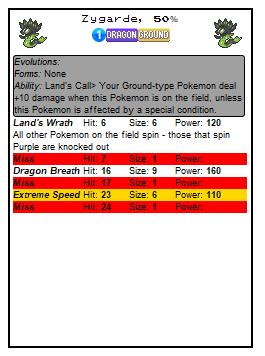 Zygarde, 50%
1 DRAGON GROUND
Evolutions:
Forms: None
Ability: Land's Call> Your Ground-type Pokemon deal
+10 damage when this Pokemon is on the field, unless
this Pokemon is affected by a special condition.
Land's Wrath Hit: 6 Size: 6 Power: 120
All other Pokemon on the field spin - those that spin
Purple are knocked out
Miss Hit: 7 Size: 1 Power:
Dragon Breath Hit: 16 Size: 9 Power: 160
Miss Hit: 17 Size: 1 Power:
Extreme Speed Hit: 23 Size: 6 Power: 110
Miss Hit: 24 Size: 1 Power: